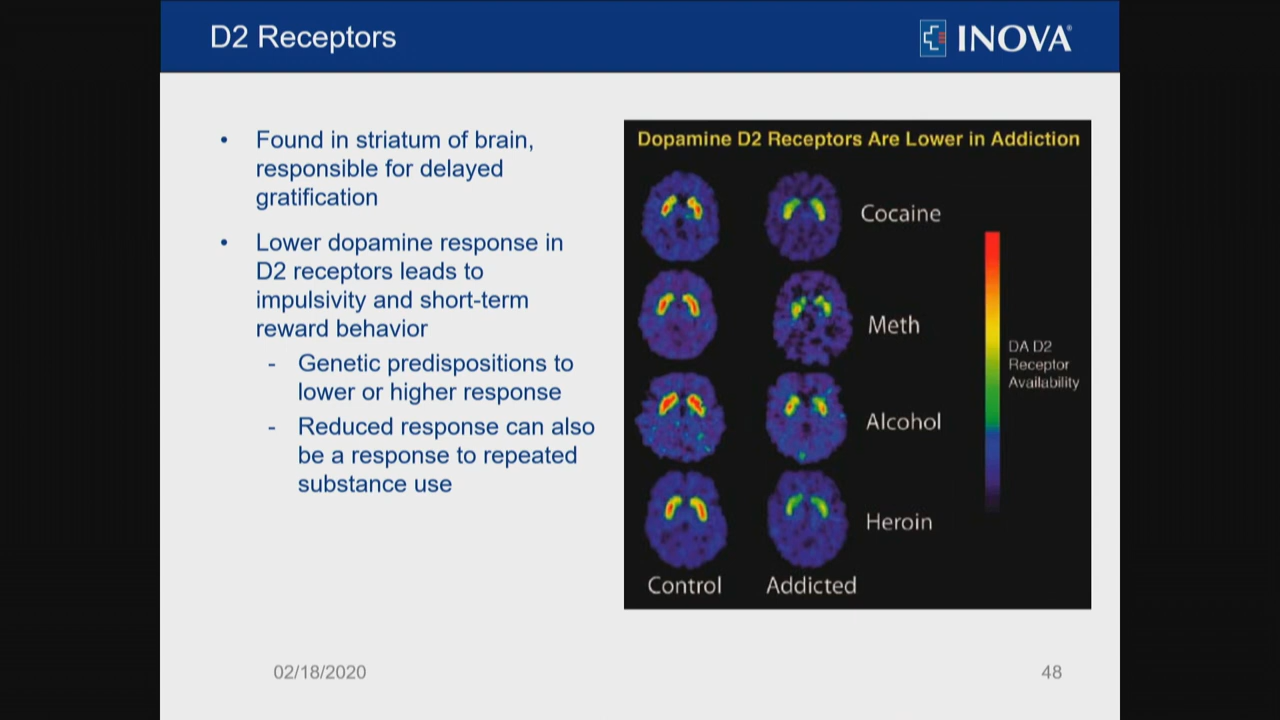 D2 Receptors
INOVA®
• Found in striatum of brain,
responsible for delayed
gratification
• Lower dopamine response in
D2 receptors leads to
impulsivity and short-term
reward behavior
- Genetic predispositions to
lower or higher response
- Reduced response can also
be a response to repeated
substance use
Dopamine D2 Receptors Are Lower in Addiction
Cocaine
Meth
Alcohol
Heroin
DA D2
Receptor
Availability
Control Addicted
02/18/2020
48